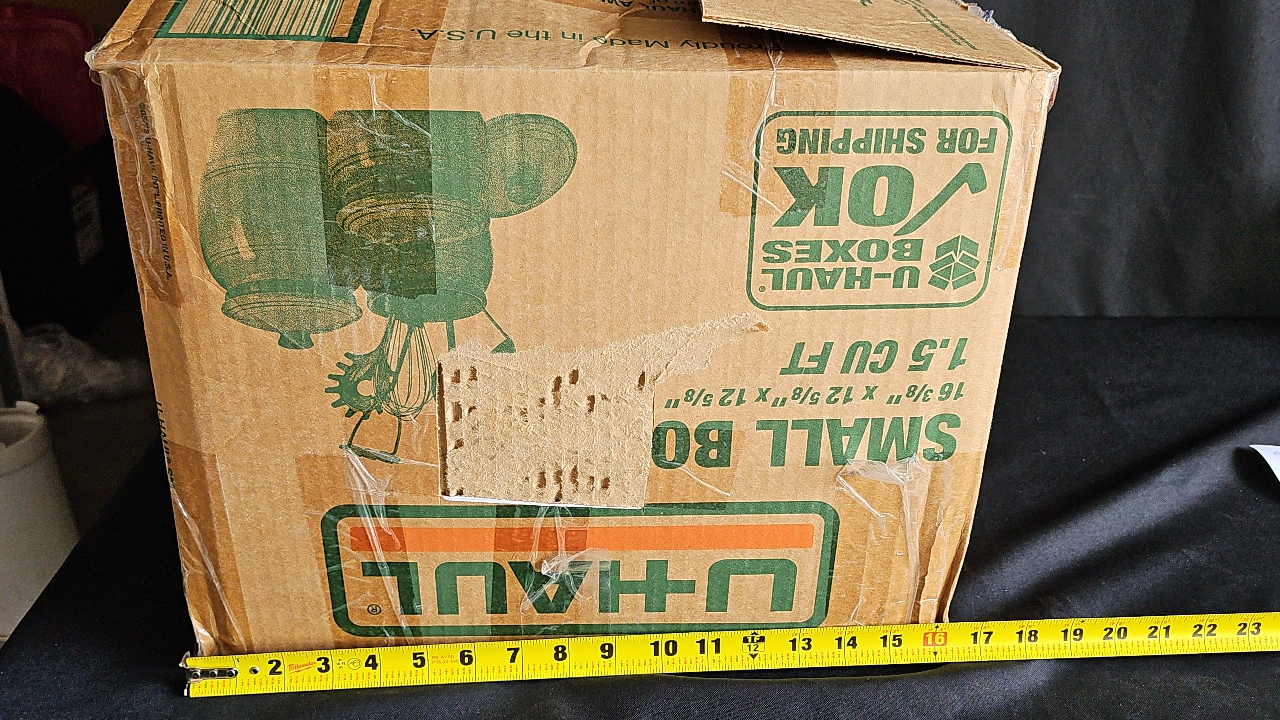 U-HAUL®
SMALL BO
16 3/8" x 12 5/8" x 12 5/8"
1.5 CU FT
U-HAUL®
BOXES
OK
FOR SHIPPING
Proudly Made in the U.S.A.
2 3 4 5 6 7 8 9 10 11 1F 12 13 14 15 16 17 18 19 20 21 22 23
Milwaukee